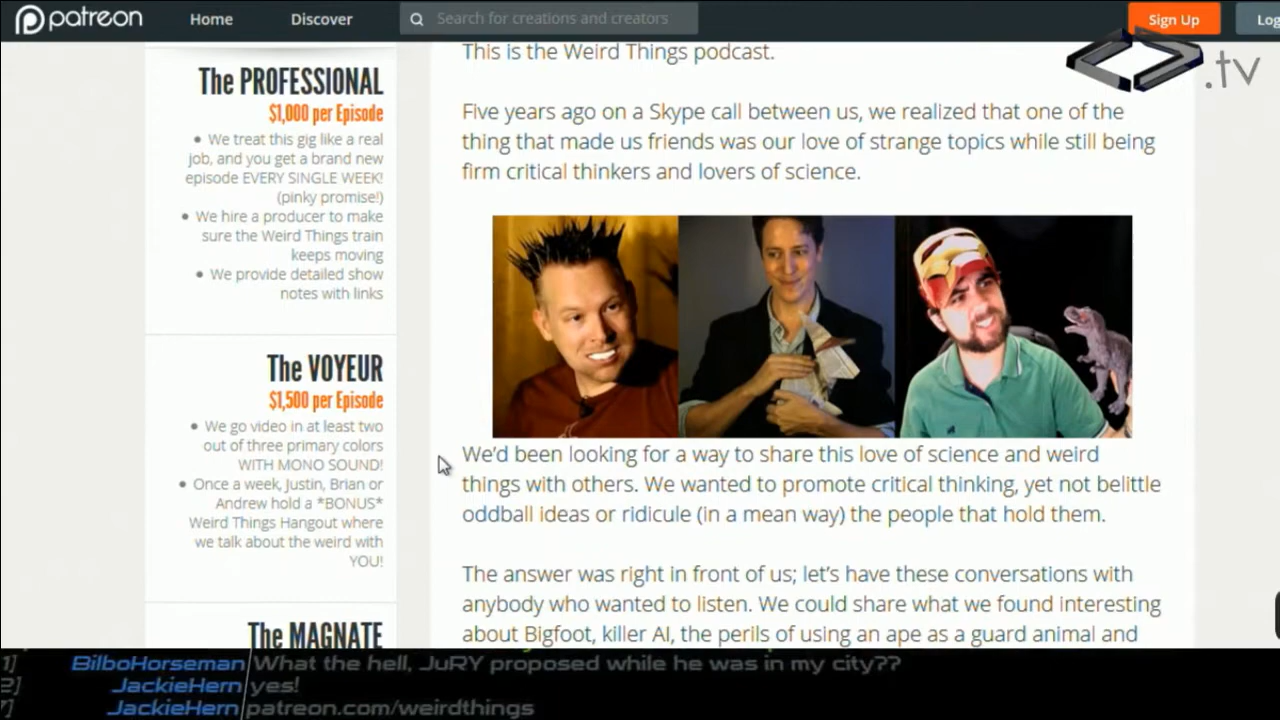 patreon
Home
Discover
Search for creations and creators
Sign Up
Log
.tv
The PROFESSIONAL
$1,000 per Episode
• We treat this gig like a real
job, and you get a brand new
episode EVERY SINGLE WEEK!
(pinky promise!)
• We hire a producer to make
sure the Weird Things train
keeps moving
• We provide detailed show
notes with links
The VOYEUR
$1,500 per Episode
• We go video in at least two
out of three primary colors
WITH MONO SOUND!
• Once a week, Justin, Brian or
Andrew hold a *BONUS*
Weird Things Hangout where
we talk about the weird with
YOU!
The MAGNATE
This is the Weird Things podcast.
Five years ago on a Skype call between us, we realized that one of the
thing that made us friends was our love of strange topics while still being
firm critical thinkers and lovers of science.
We'd been looking for a way to share this love of science and weird
things with others. We wanted to promote critical thinking, yet not belittle
oddball ideas or ridicule (in a mean way) the people that hold them.
The answer was right in front of us; let's have these conversations with
anybody who wanted to listen. We could share what we found interesting
about Bigfoot, killer AI, the perils of using an ape as a guard animal and
1] BilboHorseman What the hell, JuRY proposed while he was in my city??
2] JackieHern yes!
7] JackieHern patreon.com/weirdthings